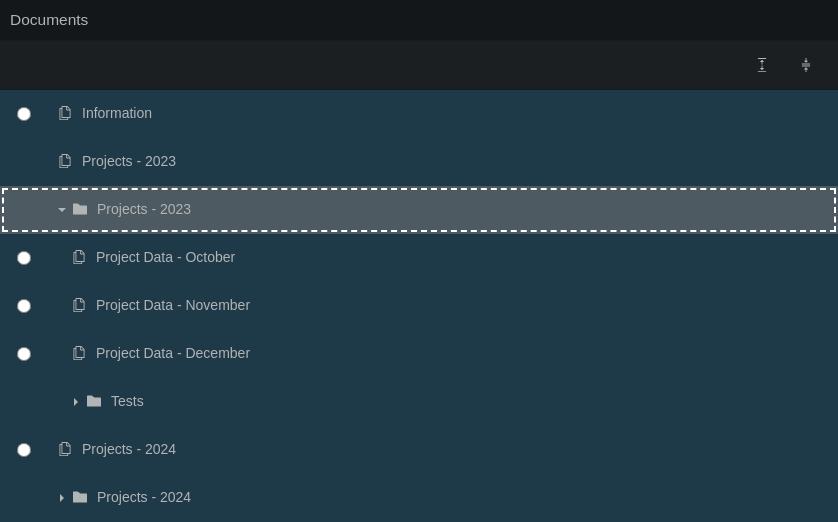 Documents
Information
Projects - 2023
Projects - 2023
Project Data - October
Project Data - November
Project Data - December
Tests
Projects - 2024
Projects - 2024